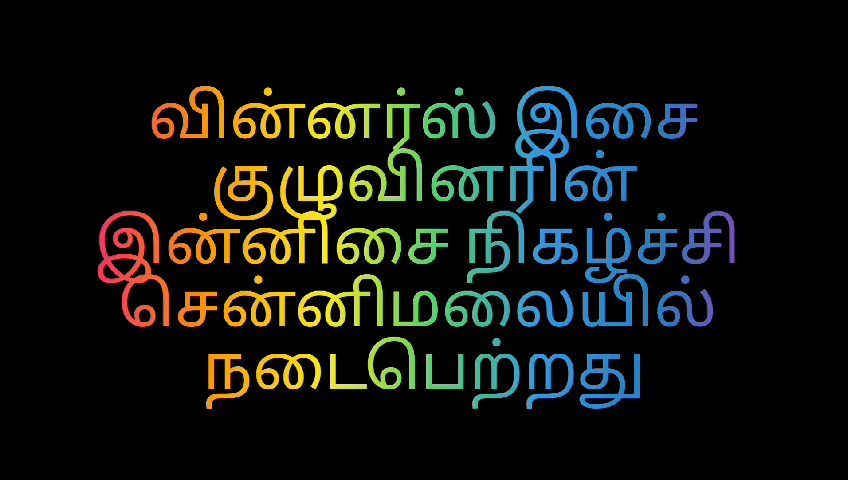 வின்னர்ஸ் இசை
குழுவினரின்
இன்னிசை நிகழ்ச்சி
சென்னிமலையில்
நடைபெற்றது